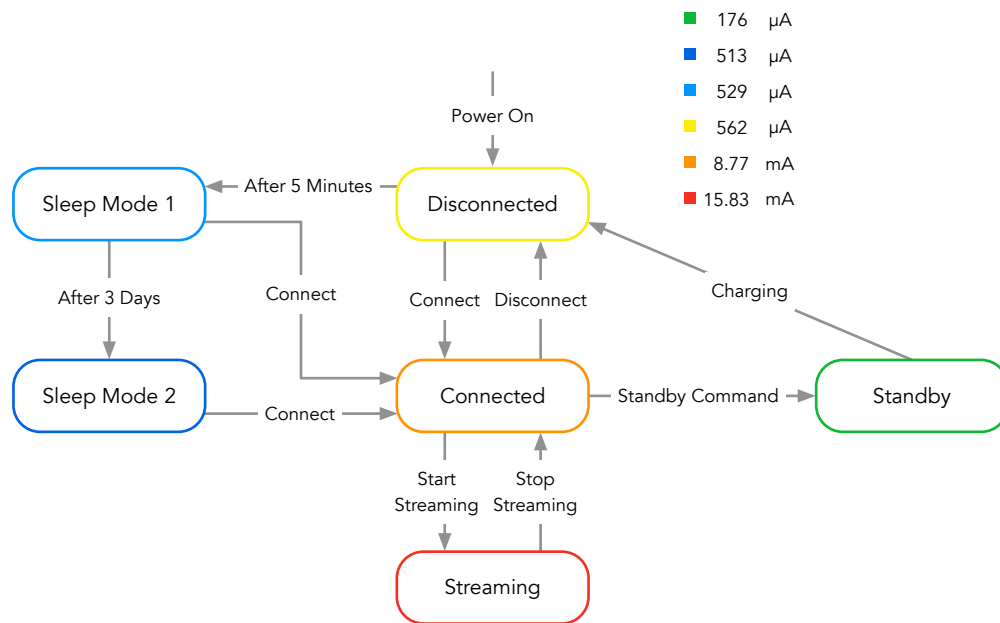 176 µA
513 µA
529 µA
562 µA
8.77 mA
15.83 mA
Power On
After 5 Minutes
Sleep Mode 1
Disconnected
After 3 Days
Connect
Connect
Disconnect
Charging
Sleep Mode 2
Connect
Connected
Standby Command
Standby
Start
Streaming
Stop
Streaming
Streaming